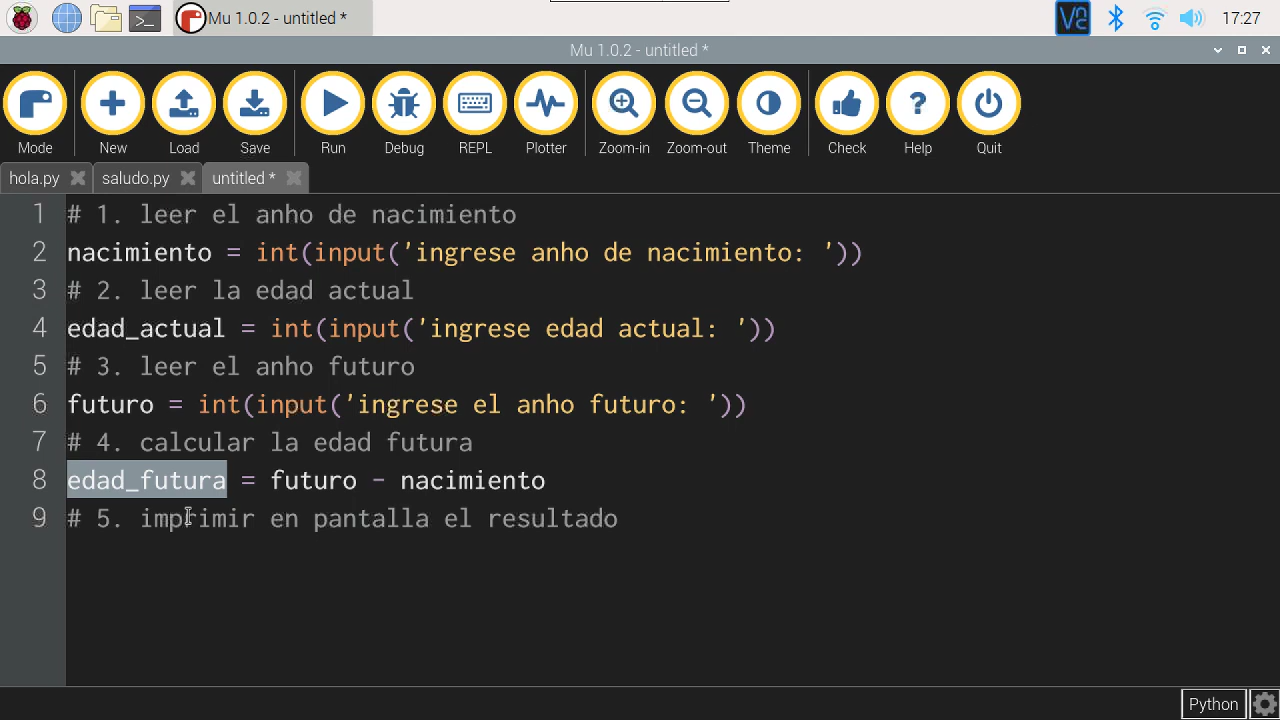 Mu 1.0.2 - untitled *
17:27
Mu 1.0.2 - untitled *
Mode New Load Save Run Debug REPL Plotter Zoom-in Zoom-out Theme Check Help Quit
hola.py saludo.py untitled *
1 # 1. leer el anho de nacimiento
2 nacimiento = int(input('ingrese anho de nacimiento: '))
3 # 2. leer la edad actual
4 edad_actual = int(input('ingrese edad actual: '))
5 # 3. leer el anho futuro
6 futuro = int(input('ingrese el anho futuro: '))
7 # 4. calcular la edad futura
8 edad_futura = futuro - nacimiento
9 # 5. imprimir en pantalla el resultado
Python